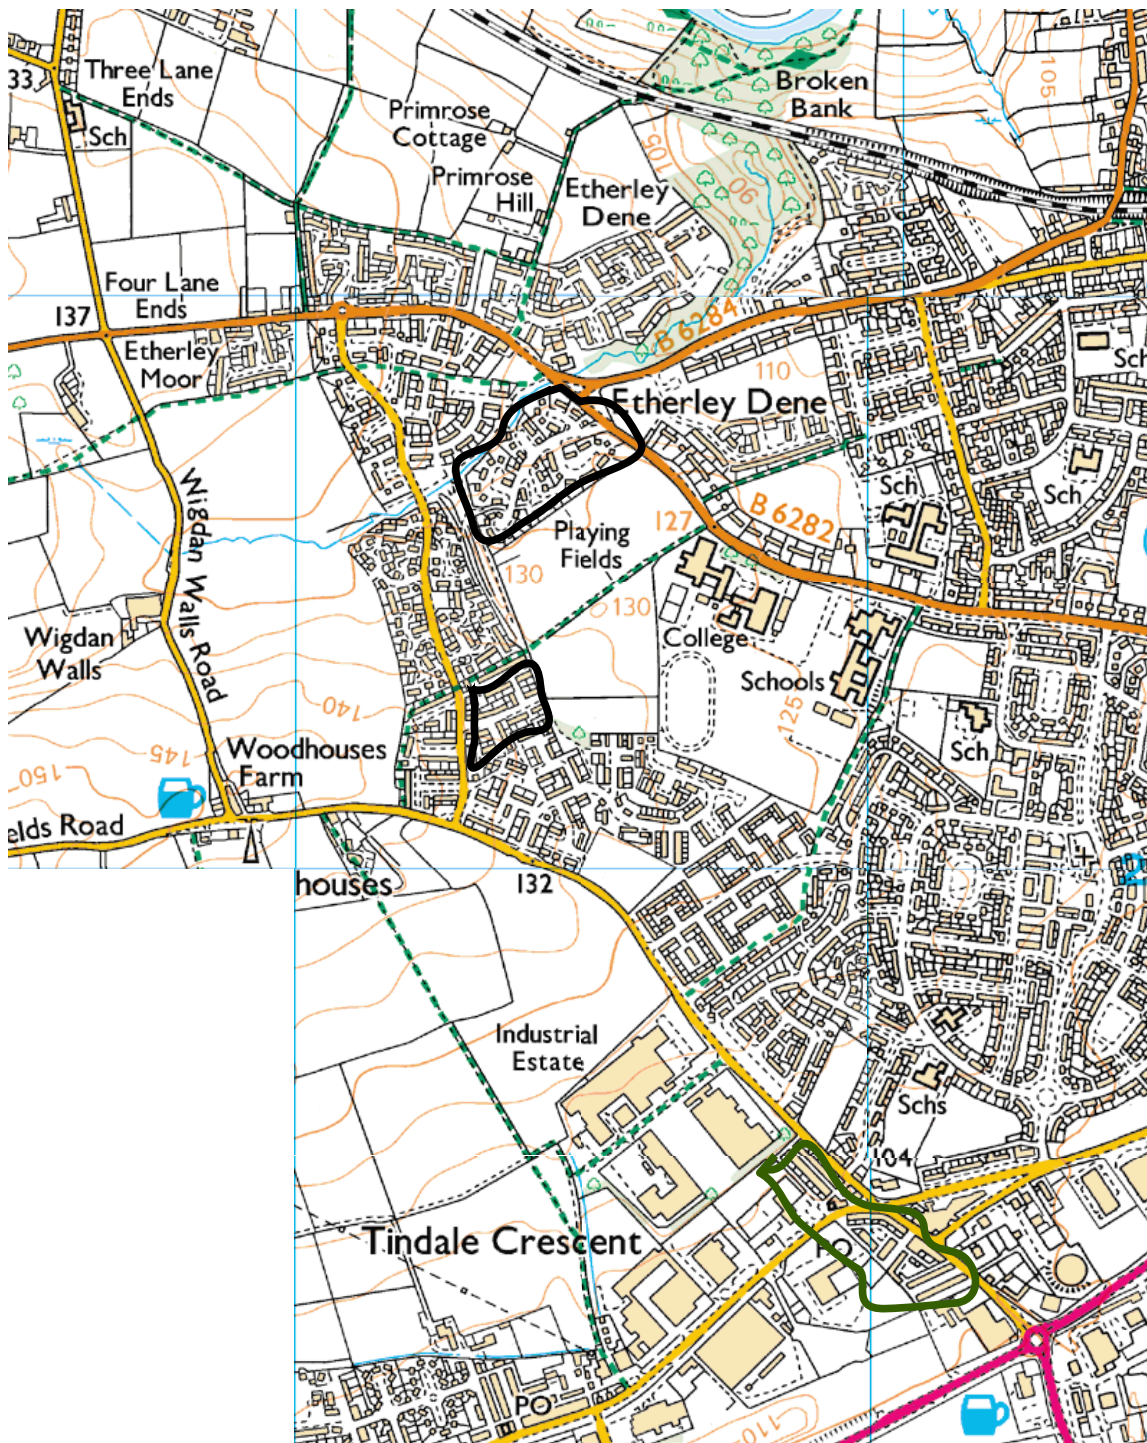 33
Three Lane
Ends
Sch
Primrose
Cottage
Primrose
Hill
Etherley
Dene
Broken
Bank
105
105
90
Four Lane
Ends
137
Etherley
Moor
B 6284
110
Etherley Dene
Sch
Sch
Sch
Wigdan Walls Road
127
B 6282
Playing
Fields
130
130
College
Wigdan
Walls
Schools
125
140
145
150
Woodhouses
Farm
Sch
elds Road
houses
132
Industrial
Estate
Schs
104
Tindale Crescent
PO
PO
110